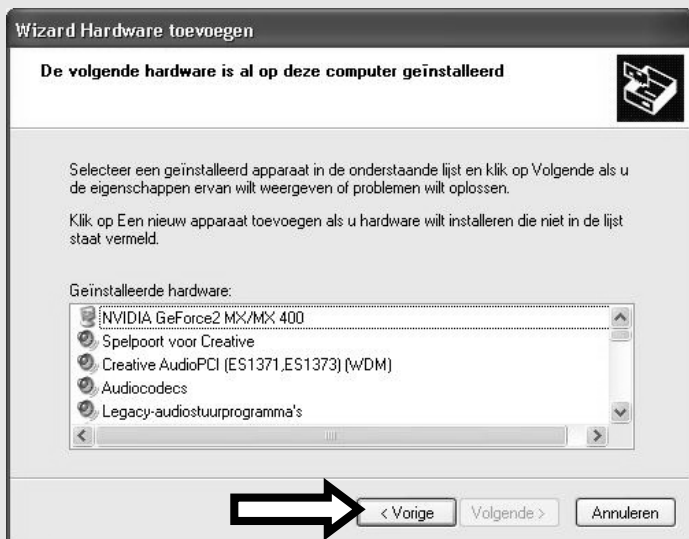 Wizard Hardware toevoegen
De volgende hardware is al op deze computer geïnstalleerd
Selecteer een geïnstalleerd apparaat in de onderstaande lijst en klik op Volgende als u
de eigenschappen ervan wilt weergeven of problemen wilt oplossen.
Klik op Een nieuw apparaat toevoegen als u hardware wilt installeren die niet in de lijst
staat vermeld.
Geïnstalleerde hardware:
NVIDIA GeForce2 MX/MX 400
Spelpoort voor Creative
Creative AudioPCI (ES1371,ES1373) (WDM)
Audiocodecs
Legacy-audiostuurprogramma's
< Vorige Volgende > Annuleren